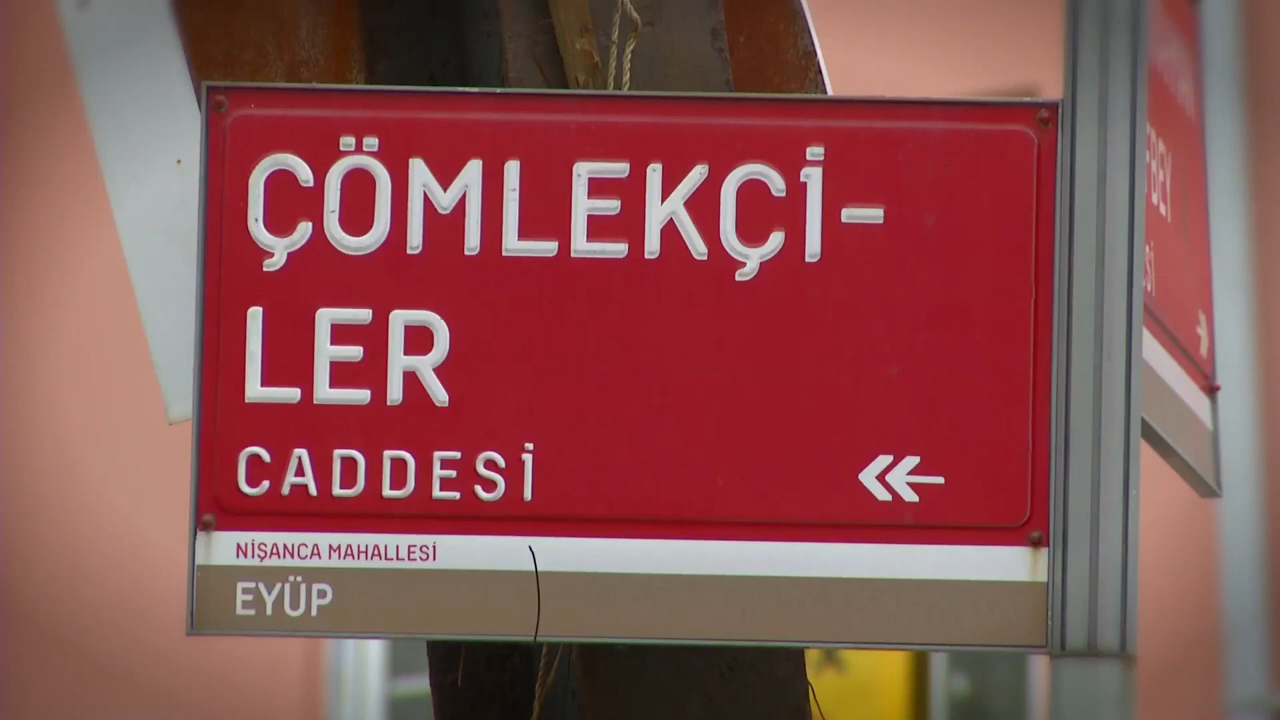 ÇÖMLEKÇİ-
LER
CADDESİ
NİŞANCA MAHALLESİ
EYÜP